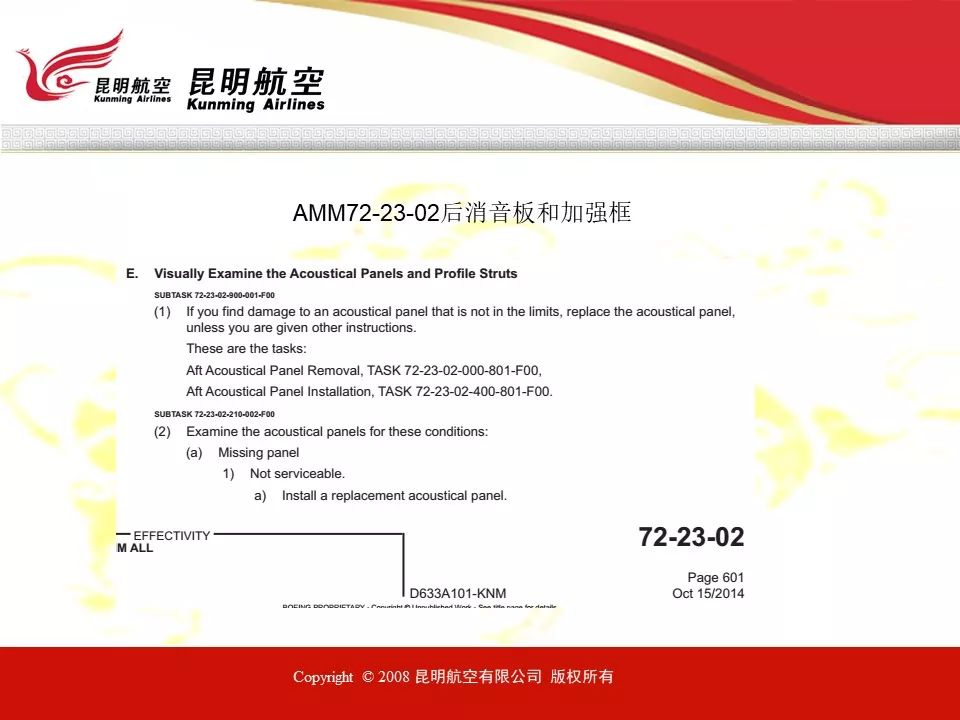 昆明航空
Kunming Airlines
昆明航空
Kunming Airlines
AMM72-23-02后消音板和加强框
E. Visually Examine the Acoustical Panels and Profile Struts
SUBTASK 72-23-02-900-001-F00
(1) If you find damage to an acoustical panel that is not in the limits, replace the acoustical panel,
unless you are given other instructions.
These are the tasks:
Aft Acoustical Panel Removal, TASK 72-23-02-000-801-F00,
Aft Acoustical Panel Installation, TASK 72-23-02-400-801-F00.
SUBTASK 72-23-02-210-002-F00
(2) Examine the acoustical panels for these conditions:
(a) Missing panel
1) Not serviceable.
a) Install a replacement acoustical panel.
EFFECTIVITY
M ALL
72-23-02
Page 601
D633A101-KNM
Oct 15/2014
BOEING PROPRIETARY - Copyright © Unpublished Work - See title page for details
Copyright © 2008 昆明航空有限公司 版权所有